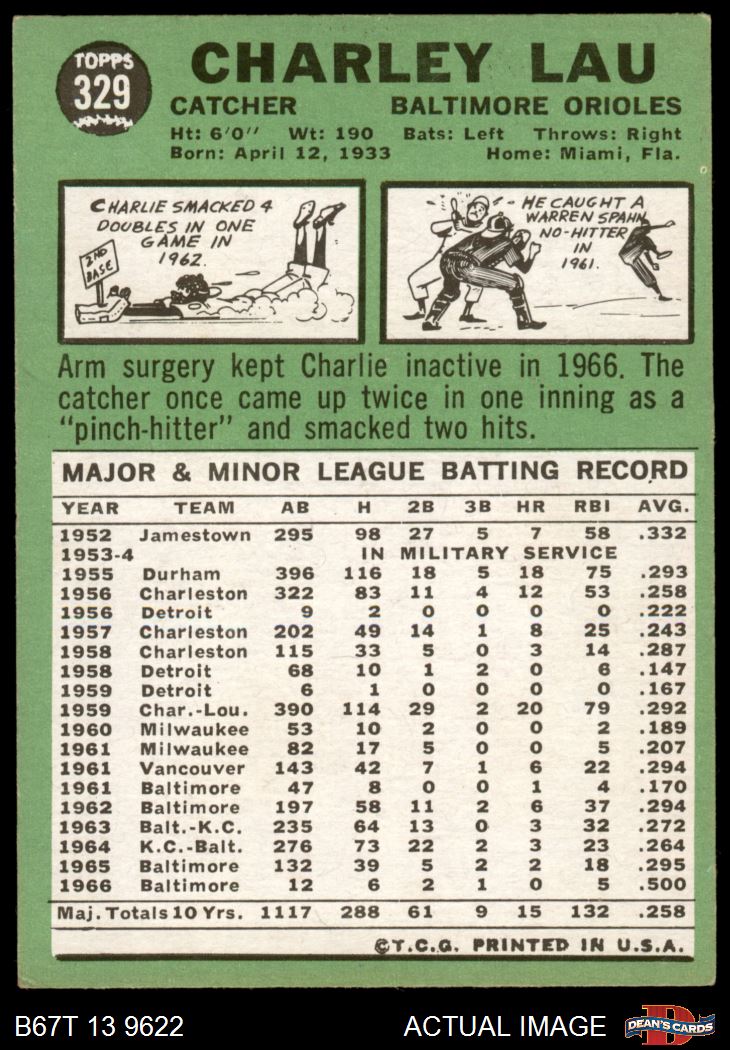 TOPPS
329
CHARLEY LAU
CATCHER BALTIMORE ORIOLES
Ht: 6'0" Wt: 190 Bats: Left Throws: Right
Born: April 12, 1933 Home: Miami, Fla.
CHARLIE SMACKED 4
DOUBLES IN ONE
GAME IN
1962.
2ND
BASE
HE CAUGHT A
WARREN SPAHN
NO-HITTER
IN
1961.
Arm surgery kept Charlie inactive in 1966. The
catcher once came up twice in one inning as a
"pinch-hitter" and smacked two hits.
MAJOR & MINOR LEAGUE BATTING RECORD
YEAR TEAM AB H 2B 3B HR RBI AVG.
1952 Jamestown 295 98 27 5 7 58 .332
1953-4 IN MILITARY SERVICE
1955 Durham 396 116 18 5 18 75 .293
1956 Charleston 322 83 11 4 12 53 .258
1956 Detroit 9 2 0 0 0 0 .222
1957 Charleston 202 49 14 1 8 25 .243
1958 Charleston 115 33 5 0 3 14 .287
1958 Detroit 68 10 1 2 0 6 .147
1959 Detroit 6 1 0 0 0 0 .167
1959 Char.-Lou. 390 114 29 2 20 79 .292
1960 Milwaukee 53 10 2 0 0 2 .189
1961 Milwaukee 82 17 5 0 0 5 .207
1961 Vancouver 143 42 7 1 6 22 .294
1961 Baltimore 47 8 0 0 1 4 .170
1962 Baltimore 197 58 11 2 6 37 .294
1963 Balt.-K.C. 235 64 13 0 3 32 .272
1964 K.C.-Balt. 276 73 22 2 3 23 .264
1965 Baltimore 132 39 5 2 2 18 .295
1966 Baltimore 12 6 2 1 0 5 .500
Maj. Totals 10 Yrs. 1117 288 61 9 15 132 .258
©T.C.G. PRINTED IN U.S.A.
B67T 13 9622 ACTUAL IMAGE
D
DEAN'S CARDS